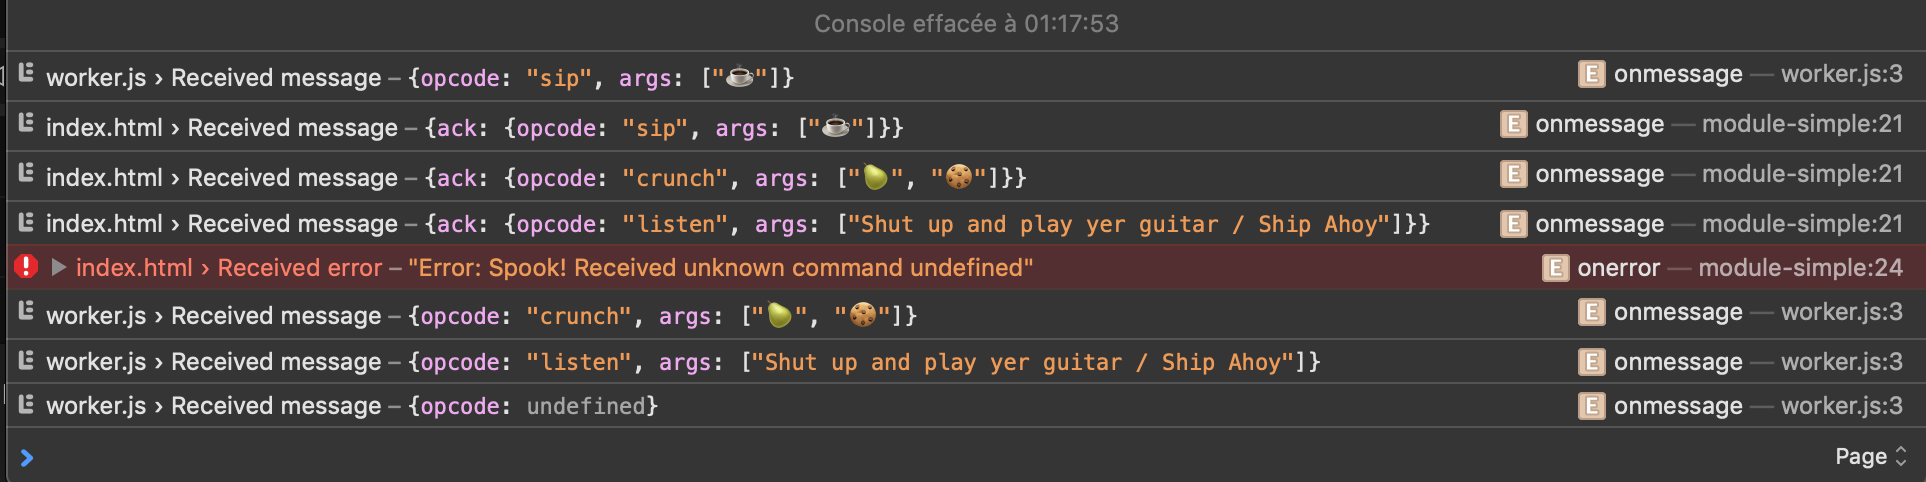 Console effacée à 01:17:53
worker.js › Received message – {opcode: "sip", args: ["☕"]} E onmessage — worker.js:3
index.html › Received message – {ack: {opcode: "sip", args: ["☕"]}} E onmessage — module-simple:21
index.html › Received message – {ack: {opcode: "crunch", args: ["🍐", "🍪"]}} E onmessage — module-simple:21
index.html › Received message – {ack: {opcode: "listen", args: ["Shut up and play yer guitar / Ship Ahoy"]}} E onmessage — module-simple:21
index.html › Received error – "Error: Spook! Received unknown command undefined" E onerror — module-simple:24
worker.js › Received message – {opcode: "crunch", args: ["🍐", "🍪"]} E onmessage — worker.js:3
worker.js › Received message – {opcode: "listen", args: ["Shut up and play yer guitar / Ship Ahoy"]} E onmessage — worker.js:3
worker.js › Received message – {opcode: undefined} E onmessage — worker.js:3
Page